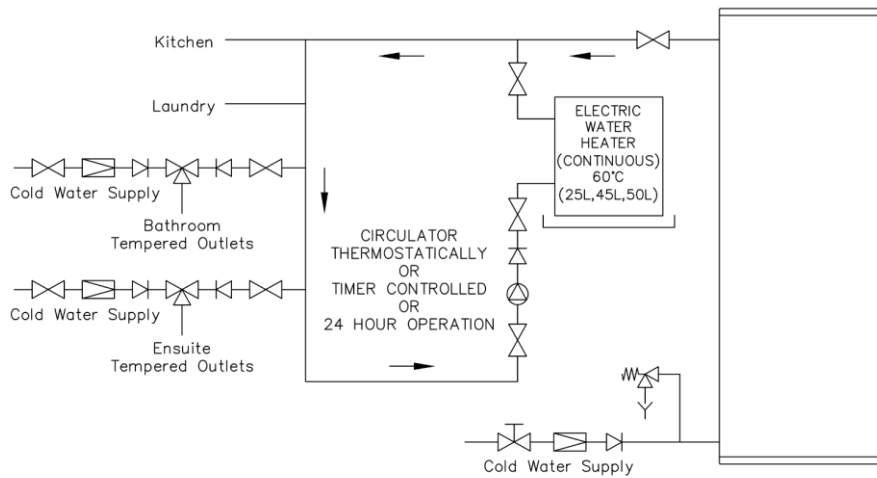 Kitchen
Laundry
Cold Water Supply
Bathroom
Tempered Outlets
Cold Water Supply
Ensuite
Tempered Outlets
CIRCULATOR
THERMOSTATICALLY
OR
TIMER CONTROLLED
OR
24 HOUR OPERATION
ELECTRIC
WATER
HEATER
(CONTINUOUS)
60°C
(25L,45L,50L)
Cold Water Supply